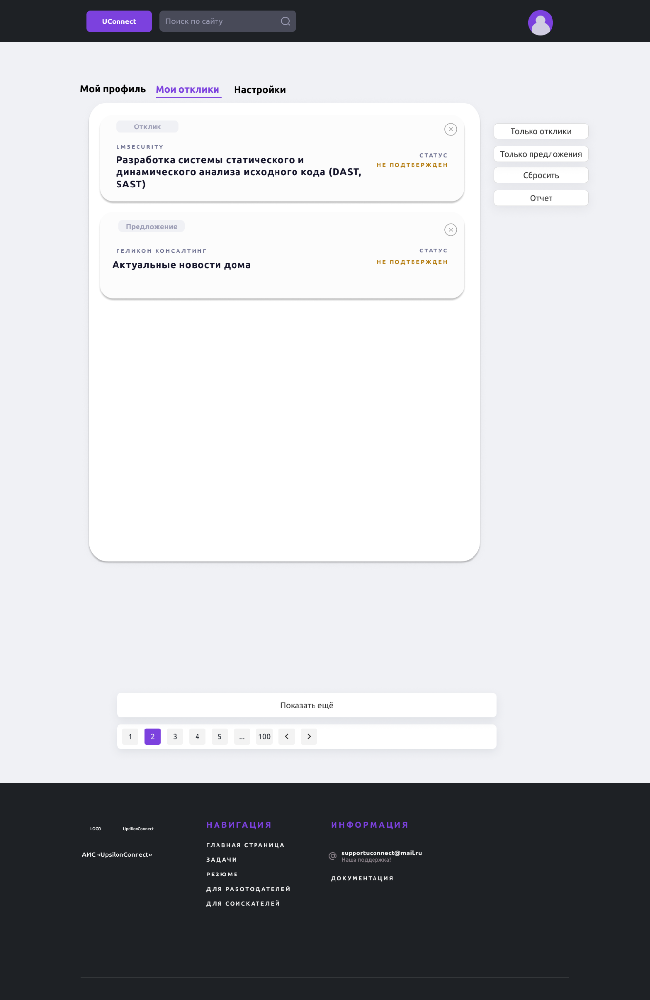 UConnect
Поиск по сайту
Мой профиль
Мои отклики
Настройки
Отклик
LMSECURITY
Разработка системы статического и
динамического анализа исходного кода (DAST,
SAST)
СТАТУС
НЕ ПОДТВЕРЖДЕН
Предложение
ГЕЛИКОН КОНСАЛТИНГ
Актуальные новости дома
СТАТУС
НЕ ПОДТВЕРЖДЕН
Только отклики
Только предложения
Сбросить
Отчет
Показать ещё
1 2 3 4 5 ... 100 < >
LOGO
UpdilonConnect
АИС «UpsilonConnect»
НАВИГАЦИЯ
ГЛАВНАЯ СТРАНИЦА
ЗАДАЧИ
РЕЗЮМЕ
ДЛЯ РАБОТОДАТЕЛЕЙ
ДЛЯ СОИСКАТЕЛЕЙ
ИНФОРМАЦИЯ
@ supportuconnect@mail.ru
Наша поддержка!
ДОКУМЕНТАЦИЯ